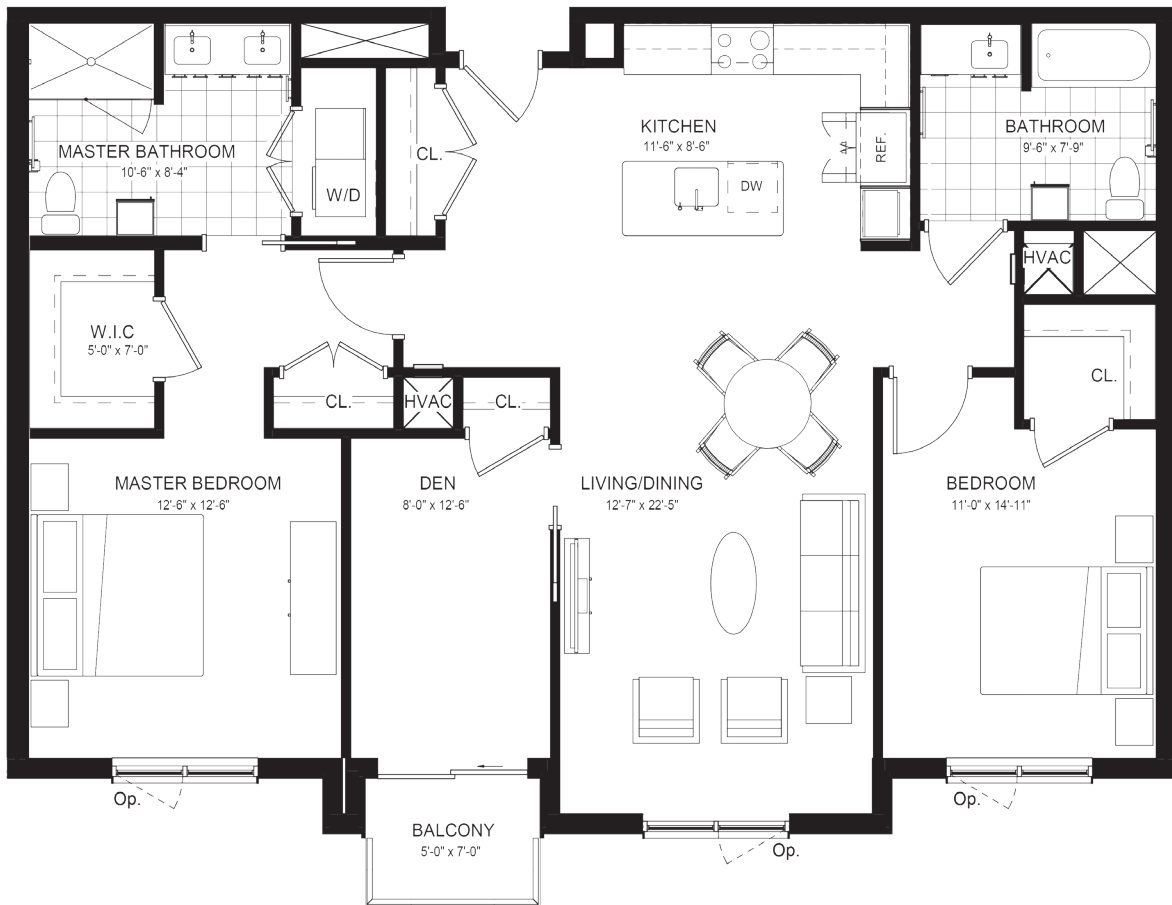 KITCHEN
11'-6" x 8'-6"
BATHROOM
9'-6" x 7'-9"
MASTER BATHROOM
10'-6" x 8'-4"
CL.
REF.
W/D
DW
HVAC
W.I.C
5'-0" x 7'-0"
CL.
HVAC
CL.
CL.
MASTER BEDROOM
12'-6" x 12'-6"
DEN
8'-0" x 12'-6"
LIVING/DINING
12'-7" x 22'-5"
BEDROOM
11'-0" x 14'-11"
Op.
Op.
BALCONY
5'-0" x 7'-0"
Op.